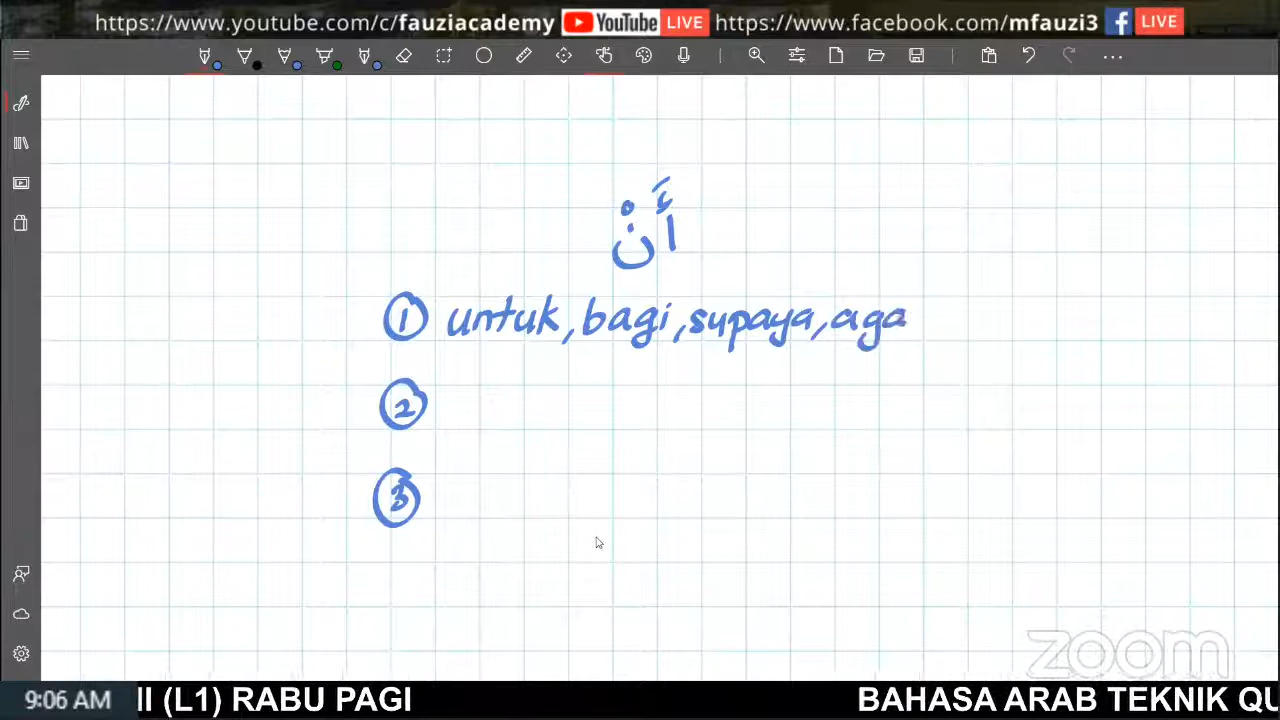 https://www.youtube.com/c/fauziacademy YouTube LIVE https://www.facebook.com/mfauzi3 f LIVE
أَنْ
1 untuk, bagi, supaya, aga
2
3
zoom
9:06 AM II (L1) RABU PAGI BAHASA ARAB TEKNIK QU